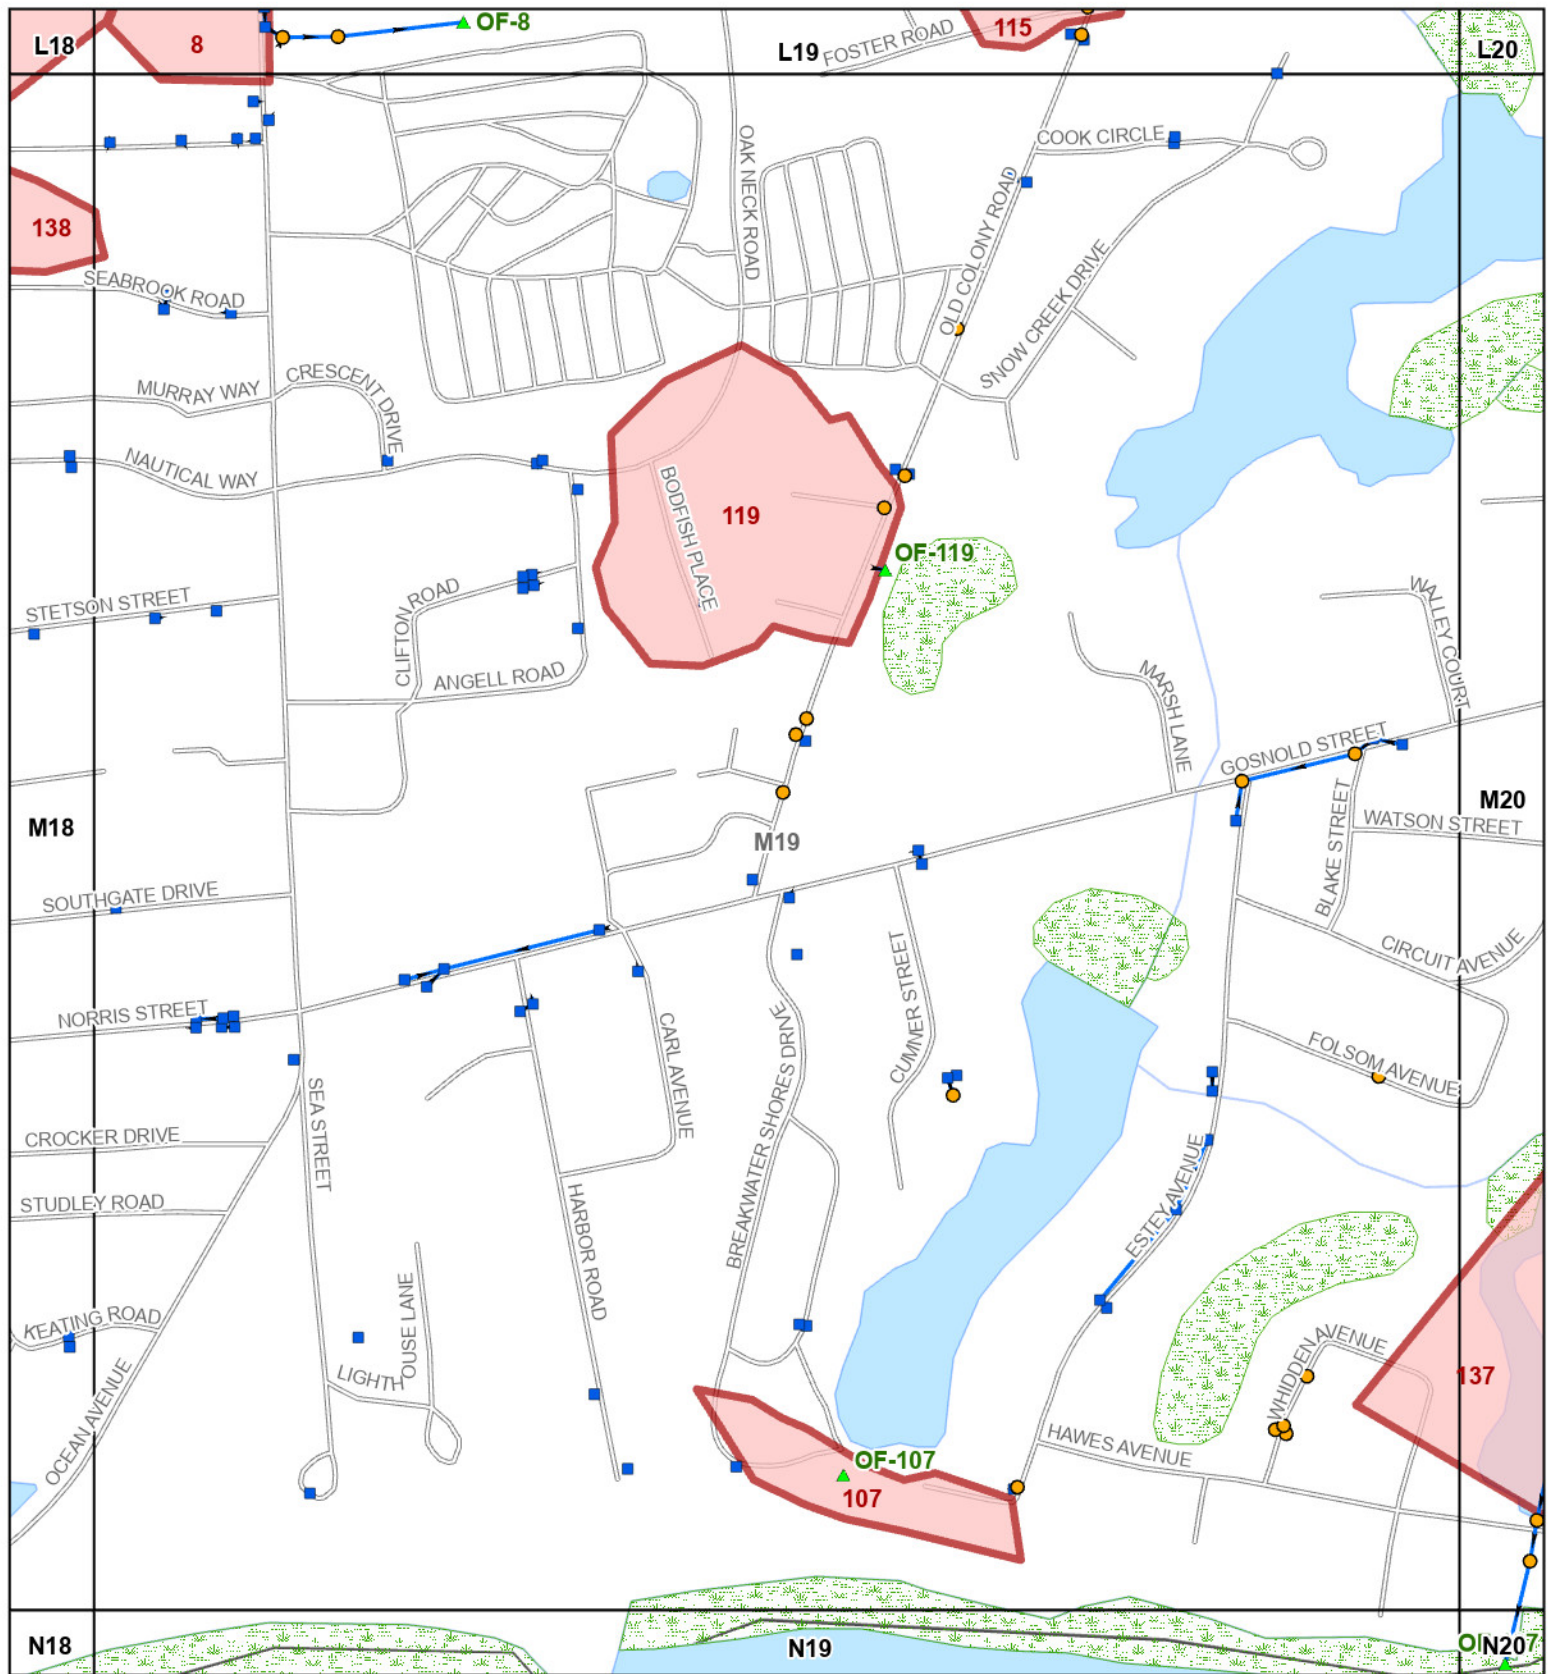 OF-8
L18
8
L19
FOSTER ROAD
115
L20
COOK CIRCLE
OAK NECK ROAD
OLD COLONY ROAD
138
SEABROOK ROAD
SNOW CREEK DRIVE
MURRAY WAY
CRESCENT DRIVE
NAUTICAL WAY
BODFISH PLACE
119
OF-119
STETSON STREET
CLIFTON ROAD
ANGELL ROAD
WALLEY COURT
MARSH LANE
GOSNOLD STREET
M18
M19
BLAKE STREET
M20
WATSON STREET
SOUTHGATE DRIVE
CUMNER STREET
CIRCUIT AVENUE
NORRIS STREET
CARL AVENUE
BREAKWATER SHORES DRIVE
FOLSOM AVENUE
SEA STREET
CROCKER DRIVE
STUDLEY ROAD
HARBOR ROAD
ESTEY AVENUE
KEATING ROAD
LIGHTH OUSE LANE
OCEAN AVENUE
WHIDDEN AVENUE
137
HAWES AVENUE
OF-107
107
N18
N19
N20